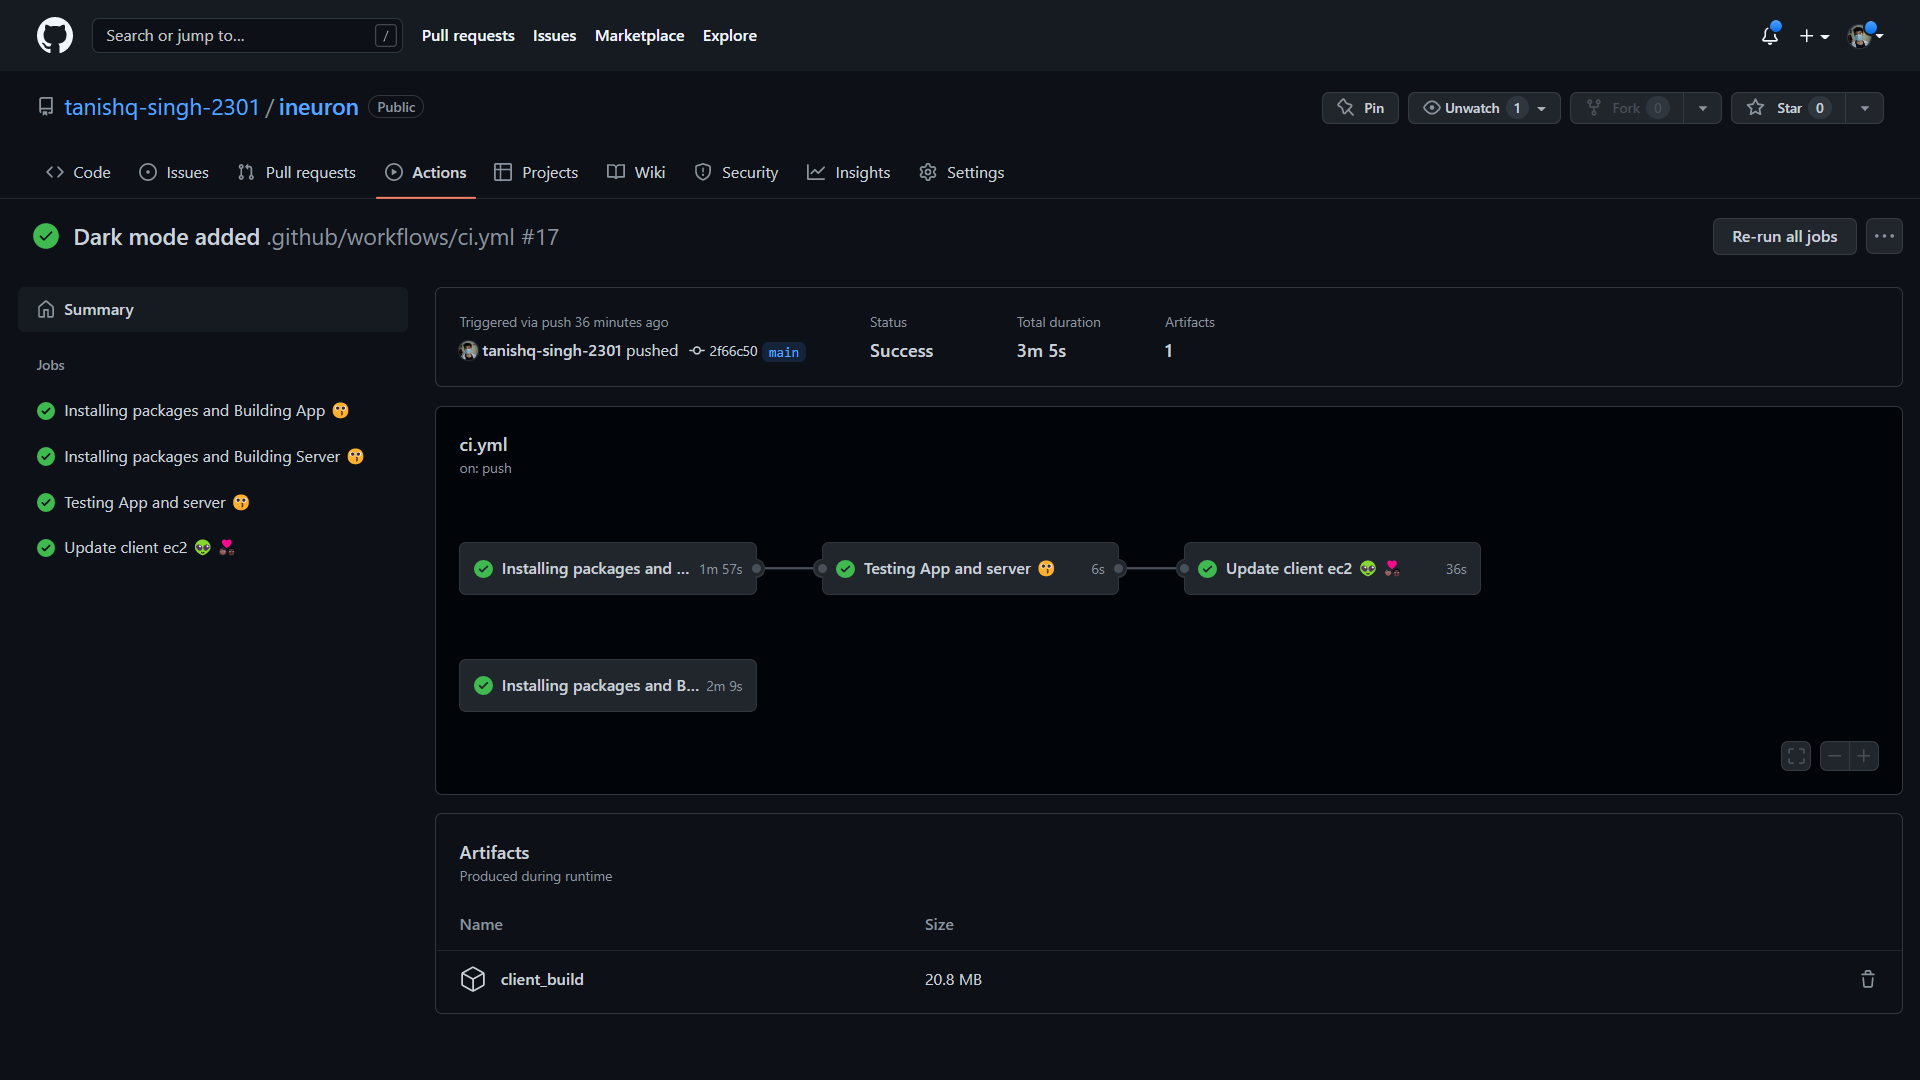 Search or jump to...
/
Pull requests
Issues
Marketplace
Explore
tanishq-singh-2301 / ineuron
Public
Pin
Unwatch 1
Fork 0
Star 0
Code
Issues
Pull requests
Actions
Projects
Wiki
Security
Insights
Settings
Dark mode added .github/workflows/ci.yml #17
Re-run all jobs
Summary
Jobs
Installing packages and Building App 😗
Installing packages and Building Server 😗
Testing App and server 😗
Update client ec2 👽 💕
Triggered via push 36 minutes ago
tanishq-singh-2301 pushed 2f66c50 main
Status
Success
Total duration
3m 5s
Artifacts
1
ci.yml
on: push
Installing packages and ... 1m 57s
Testing App and server 😗 6s
Update client ec2 👽 💕 36s
Installing packages and B... 2m 9s
Artifacts
Produced during runtime
Name
Size
client_build
20.8 MB